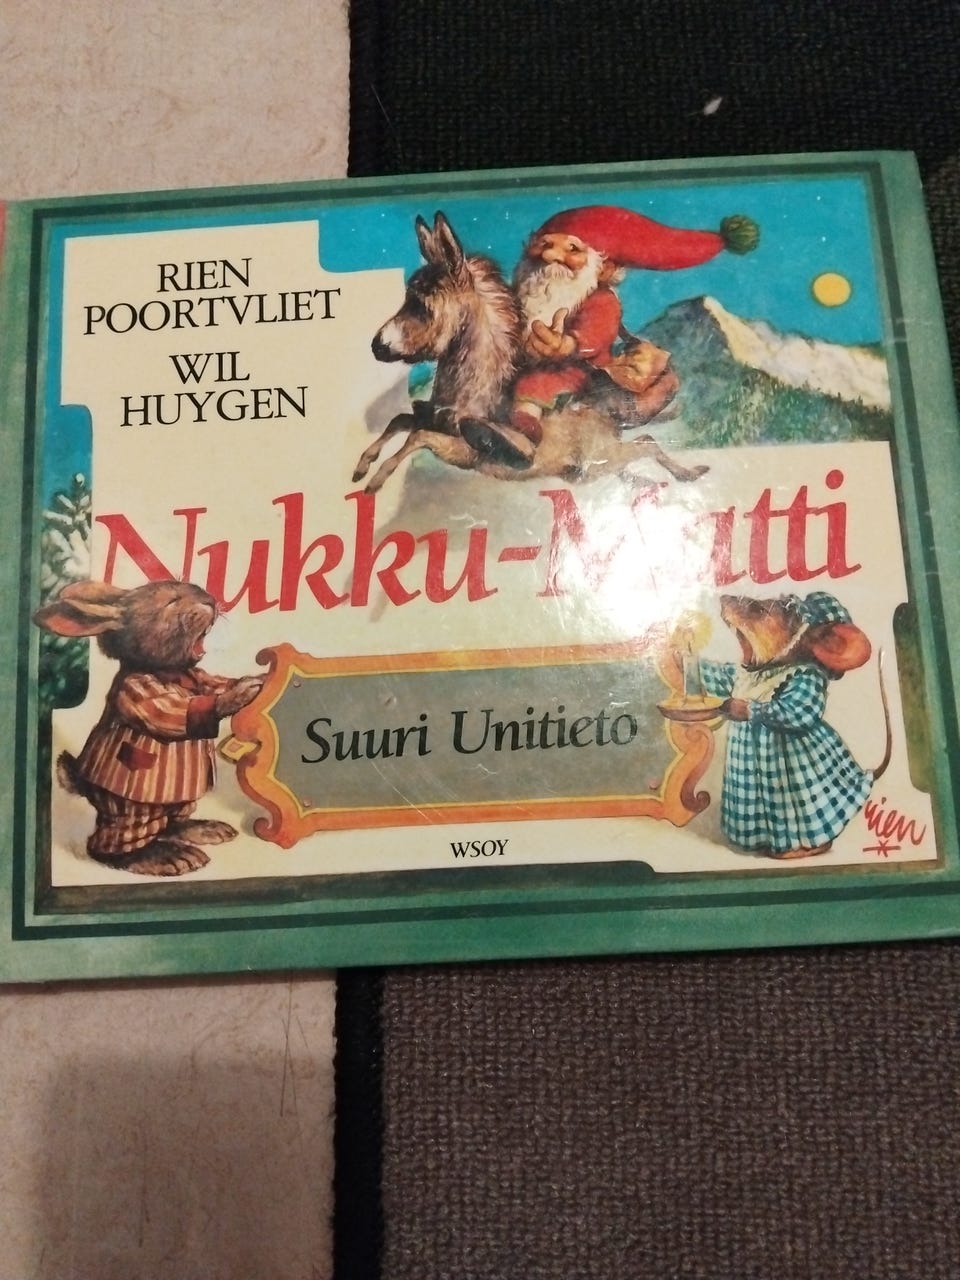 RIEN
POORTVLIET
WIL
HUYGEN
Nukku-Matti
Suuri Unitieto
WSOY
rien